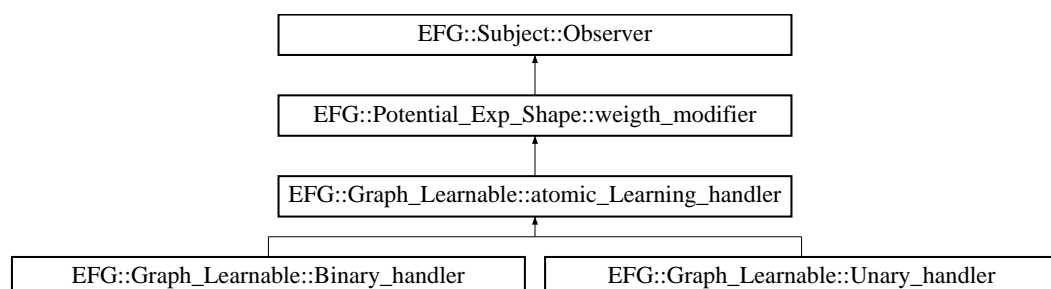 EFG::Subject::Observer
EFG::Potential_Exp_Shape::weigth_modifier
EFG::Graph_Learnable::atomic_Learning_handler
EFG::Graph_Learnable::Binary_handler
EFG::Graph_Learnable::Unary_handler